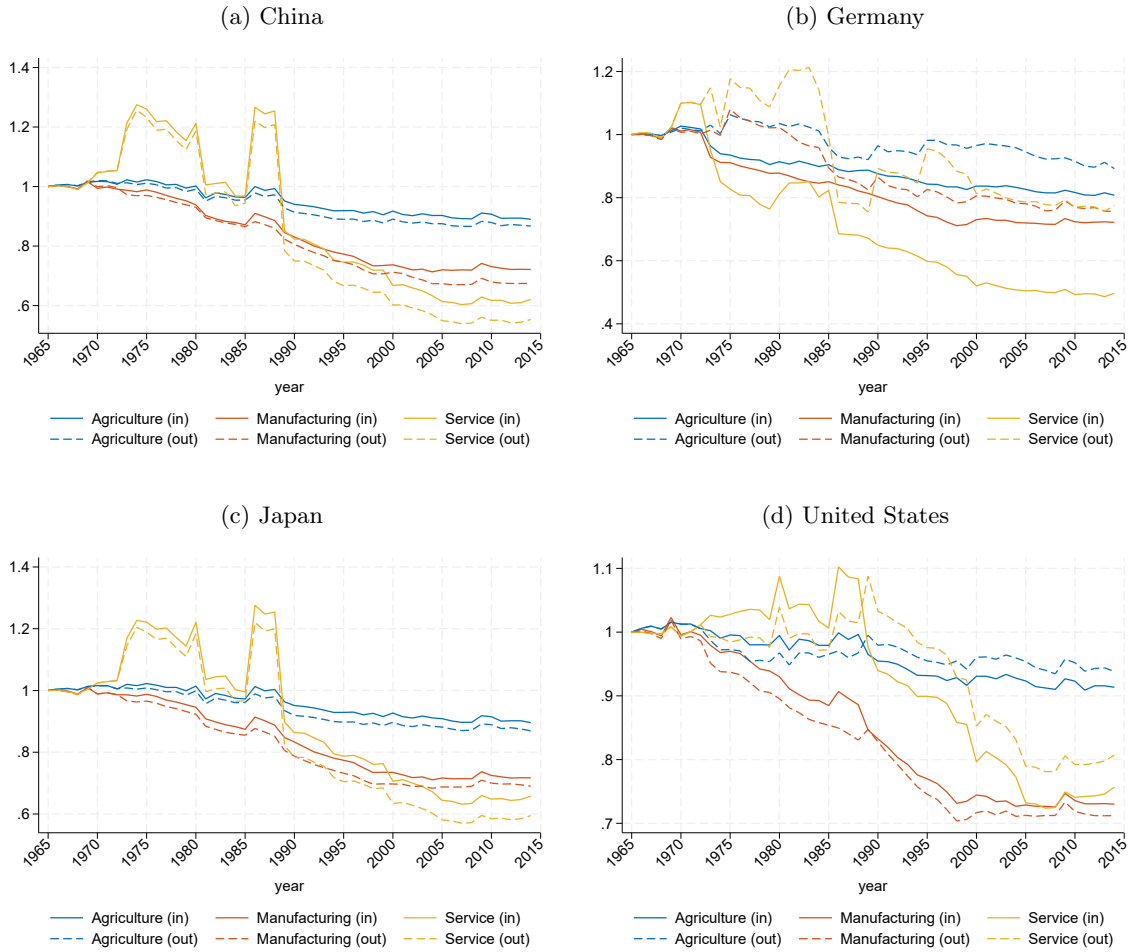 (a) China
1.4
1.2
1
.8
.6
1965 1970 1975 1980 1985 1990 1995 2000 2005 2010 2015
year
Agriculture (in) Manufacturing (in) Service (in)
Agriculture (out) Manufacturing (out) Service (out)
(b) Germany
1.2
1
.8
.6
.4
1965 1970 1975 1980 1985 1990 1995 2000 2005 2010 2015
year
Agriculture (in) Manufacturing (in) Service (in)
Agriculture (out) Manufacturing (out) Service (out)
(c) Japan
1.4
1.2
1
.8
.6
1965 1970 1975 1980 1985 1990 1995 2000 2005 2010 2015
year
Agriculture (in) Manufacturing (in) Service (in)
Agriculture (out) Manufacturing (out) Service (out)
(d) United States
1.1
1
.9
.8
.7
1965 1970 1975 1980 1985 1990 1995 2000 2005 2010 2015
year
Agriculture (in) Manufacturing (in) Service (in)
Agriculture (out) Manufacturing (out) Service (out)